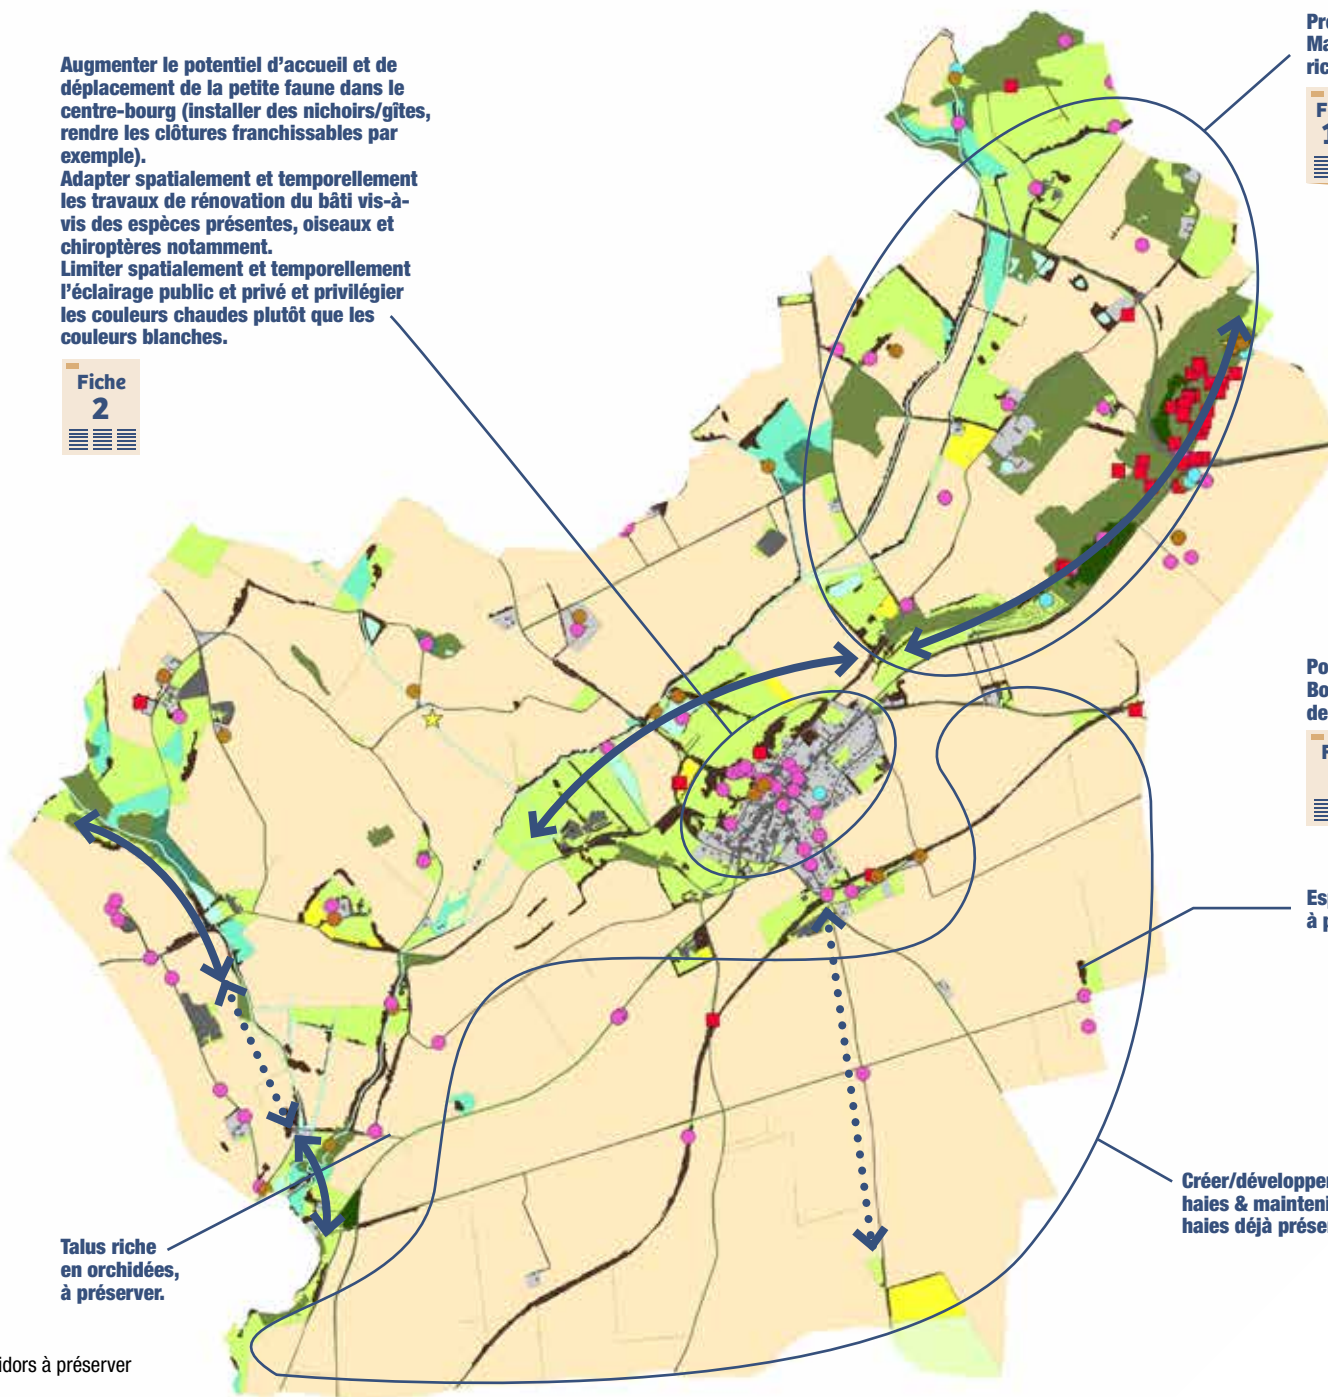 Augmenter le potentiel d’accueil et de
déplacement de la petite faune dans le
centre-bourg (installer des nichoirs/gîtes,
rendre les clôtures franchissables par
exemple).
Adapter spatialement et temporellement
les travaux de rénovation du bâti vis-à-
vis des espèces présentes, oiseaux et
chiroptères notamment.
Limiter spatialement et temporellement
l’éclairage public et privé et privilégier
les couleurs chaudes plutôt que les
couleurs blanches.
Fiche
2
Talus riche
en orchidées,
à préserver.
Créer/développer
haies & mainteni
haies déjà prése
Pr
Ma
ric
Po
Bo
de
Es
à p
idors à préserver